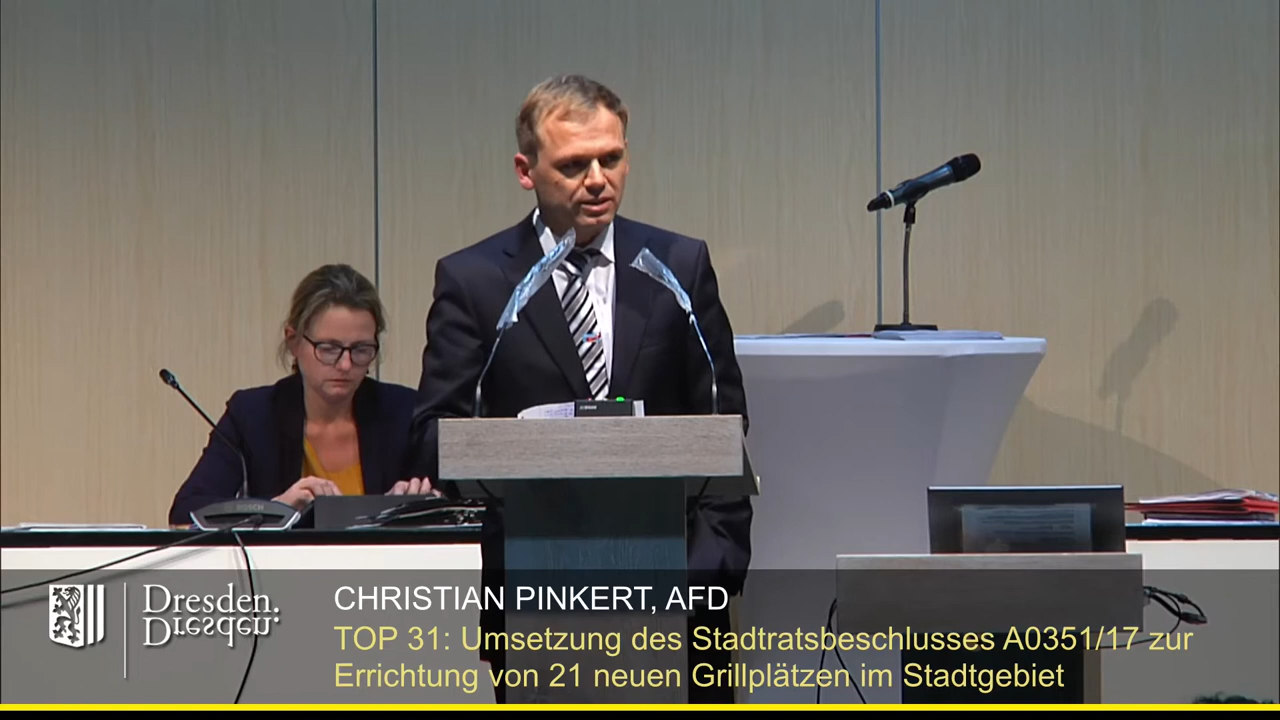 BOSCH
Dresden.
Dresden.
CHRISTIAN PINKERT, AFD
TOP 31: Umsetzung des Stadtratsbeschlusses A0351/17 zur
Errichtung von 21 neuen Grillplätzen im Stadtgebiet